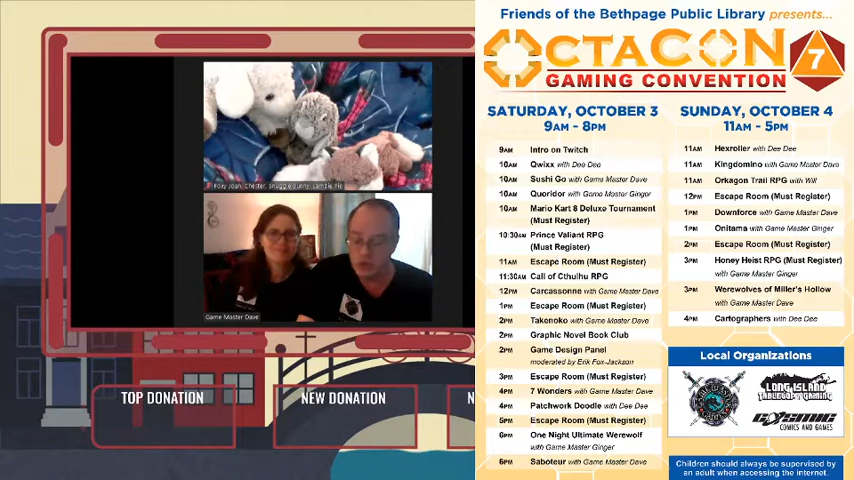 Foxy Joan, Chester, Snuggle Bunny, Lambie Pie
Game Master Dave
TOP DONATION
NEW DONATION
N
Friends of the Bethpage Public Library presents...
OCTACON
7
GAMING CONVENTION
SATURDAY, OCTOBER 3
9AM - 8PM
9AM Intro on Twitch
10AM Qwixx with Dee Dee
10AM Sushi Go with Game Master Dave
10AM Quoridor with Game Master Ginger
10AM Mario Kart 8 Deluxe Tournament
(Must Register)
10:30AM Prince Valiant RPG
(Must Register)
11AM Escape Room (Must Register)
11:30AM Call of Cthulhu RPG
12PM Carcassonne with Game Master Dave
1PM Escape Room (Must Register)
2PM Takenoko with Game Master Dave
2PM Graphic Novel Book Club
2PM Game Design Panel
moderated by Erik Fox-Jackson
3PM Escape Room (Must Register)
4PM 7 Wonders with Game Master Dave
4PM Patchwork Doodle with Dee Dee
5PM Escape Room (Must Register)
6PM One Night Ultimate Werewolf
with Game Master Ginger
6PM Saboteur with Game Master Dave
SUNDAY, OCTOBER 4
11AM - 5PM
11AM Hexroller with Dee Dee
11AM Kingdomino with Game Master Dave
11AM Orkagon Trail RPG with Will
12PM Escape Room (Must Register)
1PM Downforce with Game Master Dave
1PM Onitama with Game Master Ginger
2PM Escape Room (Must Register)
3PM Honey Heist RPG (Must Register)
with Game Master Ginger
3PM Werewolves of Miller's Hollow
with Game Master Dave
4PM Cartographers with Dee Dee
Local Organizations
LONG ISLAND
TABLETOP GAMING
COSMIC
COMICS AND GAMES
Children should always be supervised by
an adult when accessing the internet.